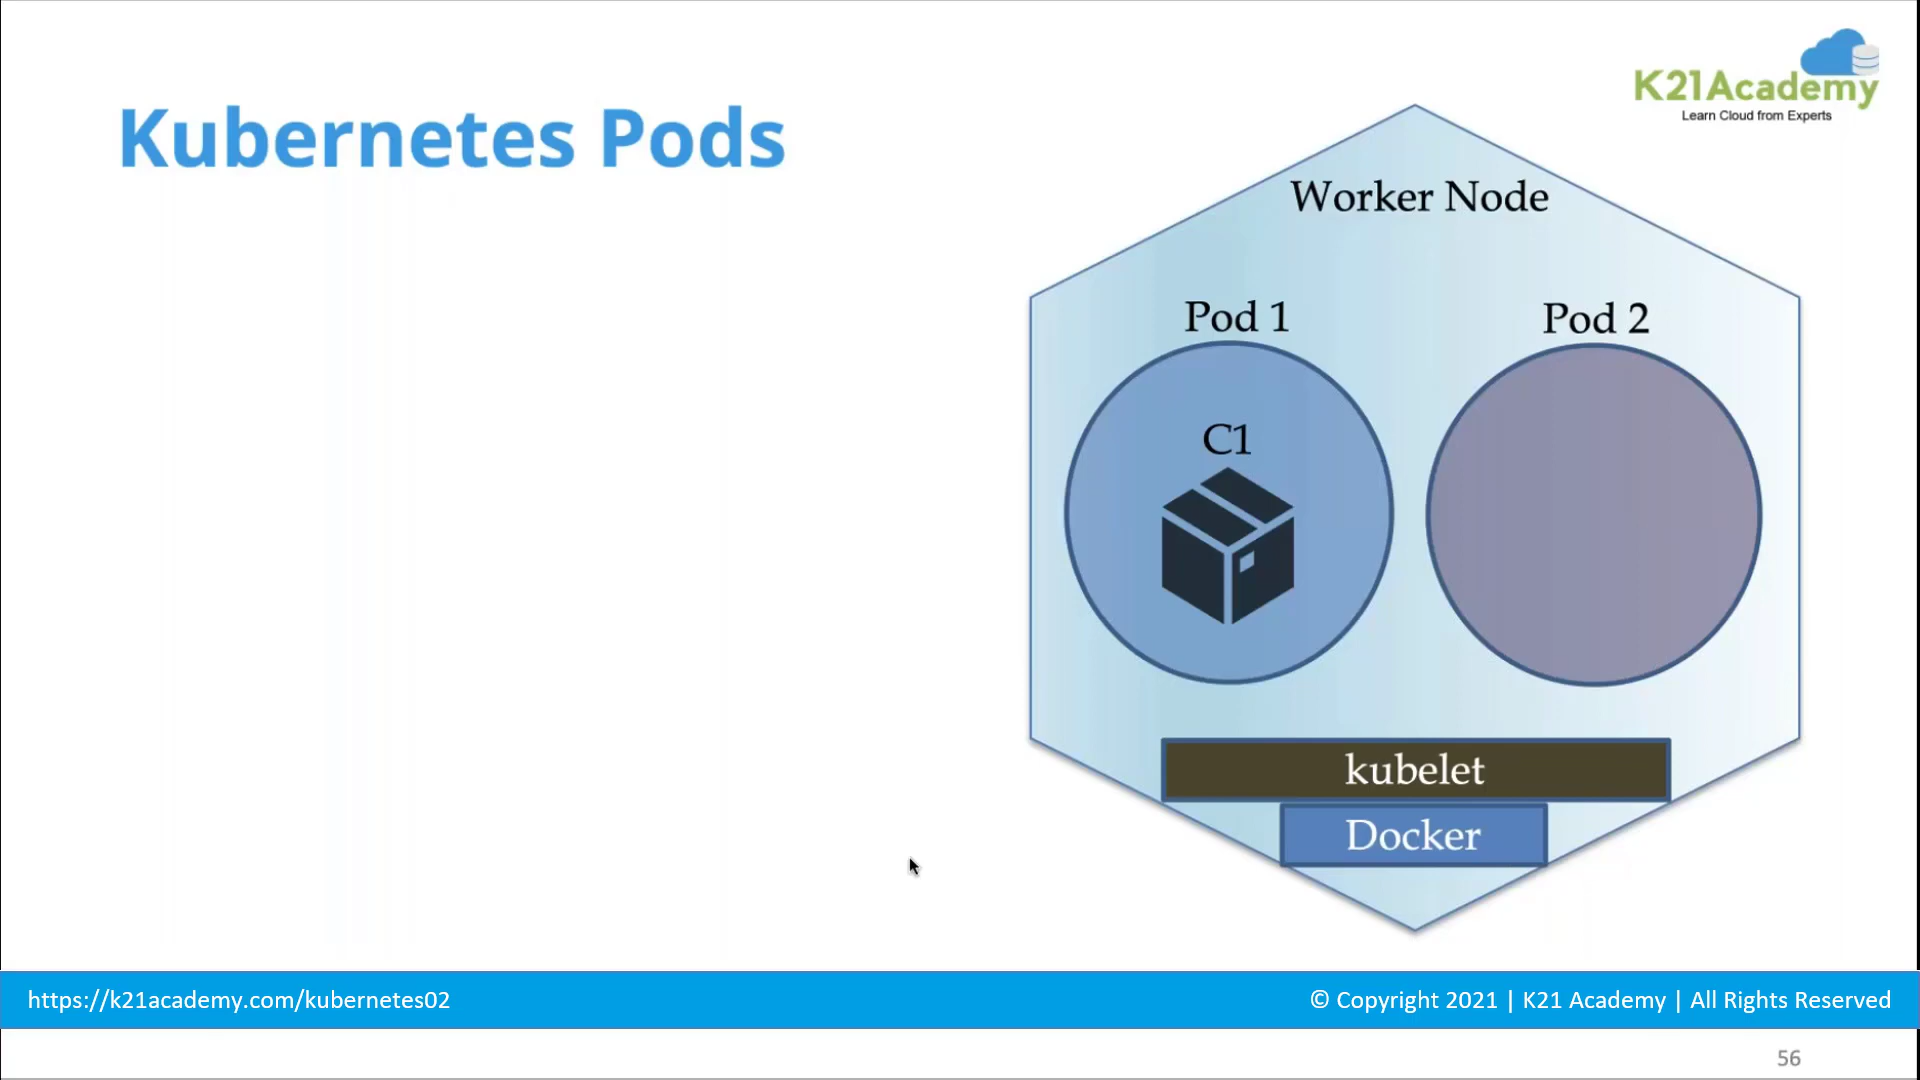 K21Academy
Learn Cloud from Experts
Kubernetes Pods
Worker Node
Pod 1
Pod 2
C1
kubelet
Docker
https://k21academy.com/kubernetes02
© Copyright 2021 | K21 Academy | All Rights Reserved
56